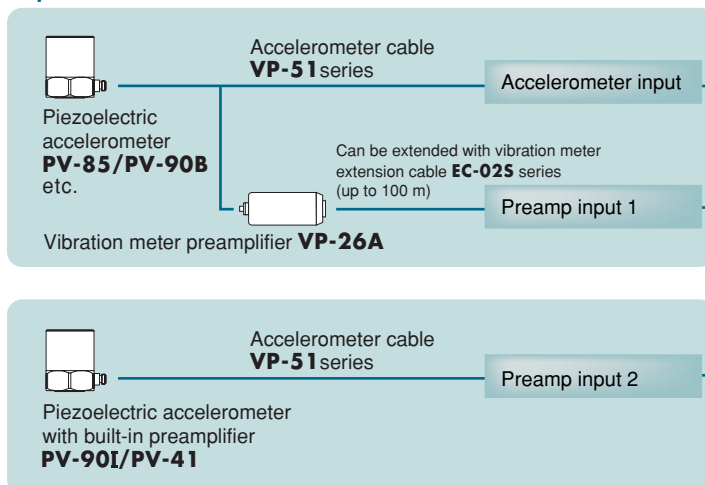 Accelerometer cable
VP-51series
Accelerometer input
Piezoelectric
accelerometer
PV-85/PV-90B
etc.
Can be extended with vibration meter
extension cable EC-02S series
(up to 100 m)
Preamp input 1
Vibration meter preamplifier VP-26A
Accelerometer cable
VP-51series
Preamp input 2
Piezoelectric accelerometer
with built-in preamplifier
PV-90I/PV-41